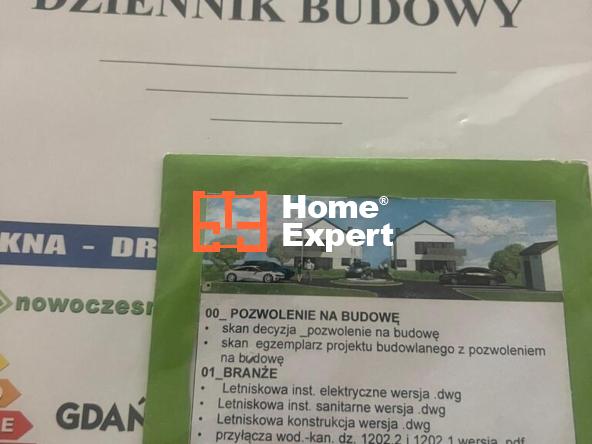 DZIENNIK BUDOWY
Home®
Expert
KNA - DR
nowoczesn
00_ POZWOLENIE NA BUDOWĘ
• skan decyzja _pozwolenie na budowę
• skan egzemplarz projektu budowlanego z pozwoleniem
na budowę
01_BRANŻE
• Letniskowa inst. elektryczne wersja .dwg
• Letniskowa inst. sanitarne wersja .dwg
• Letniskowa konstrukcja wersja .dwg
• przyłącza wod.-kan. dz. 1202.2 i 1202.1 wersja .pdf
GDAŃ
E